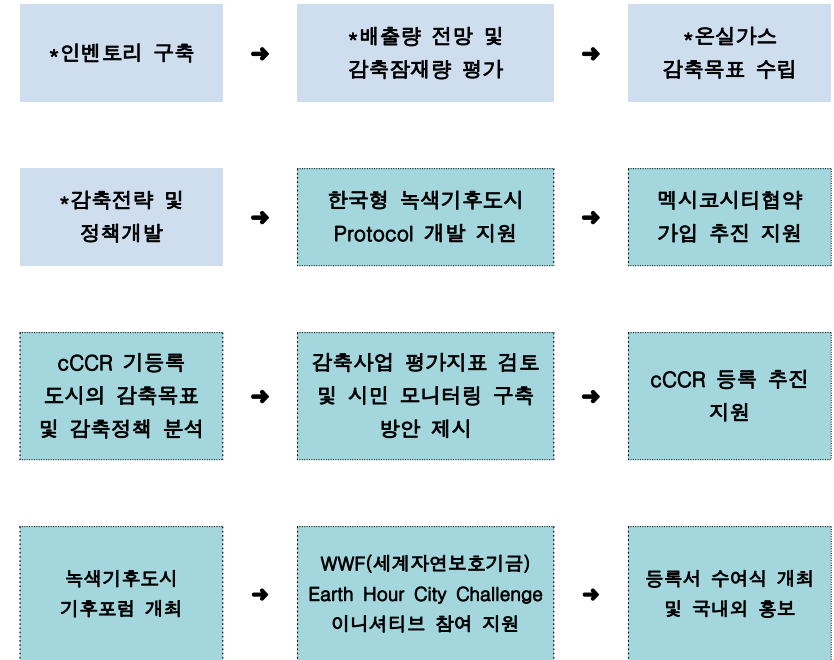 *인벤토리 구축
➜
*배출량 전망 및
감축잠재량 평가
➜
*온실가스
감축목표 수립
*감축전략 및
정책개발
➜
한국형 녹색기후도시
Protocol 개발 지원
➜
멕시코시티협약
가입 추진 지원
cCCR 기등록
도시의 감축목표
및 감축정책 분석
➜
감축사업 평가지표 검토
및 시민 모니터링 구축
방안 제시
➜
cCCR 등록 추진
지원
녹색기후도시
기후포럼 개최
➜
WWF(세계자연보호기금)
Earth Hour City Challenge
이니셔티브 참여 지원
➜
등록서 수여식 개최
및 국내외 홍보